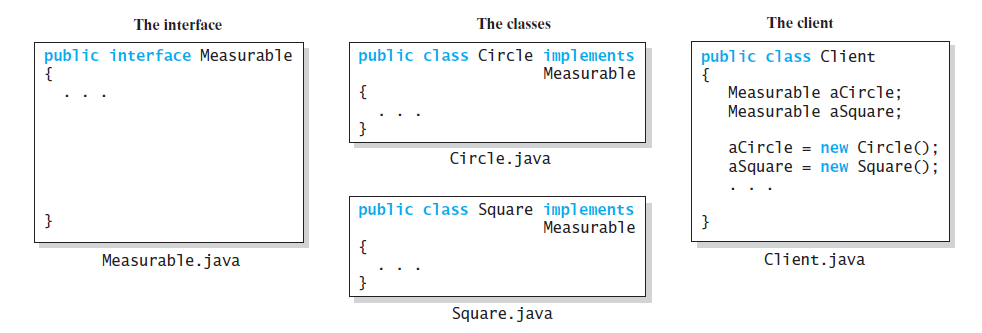 The interface
public interface Measurable
{
. . .
}
Measurable.java
The classes
public class Circle implements
Measurable
{
. . .
}
Circle.java
public class Square implements
Measurable
{
. . .
}
Square.java
The client
public class Client
{
Measurable aCircle;
Measurable aSquare;
aCircle = new Circle();
aSquare = new Square();
. . .
}
Client.java